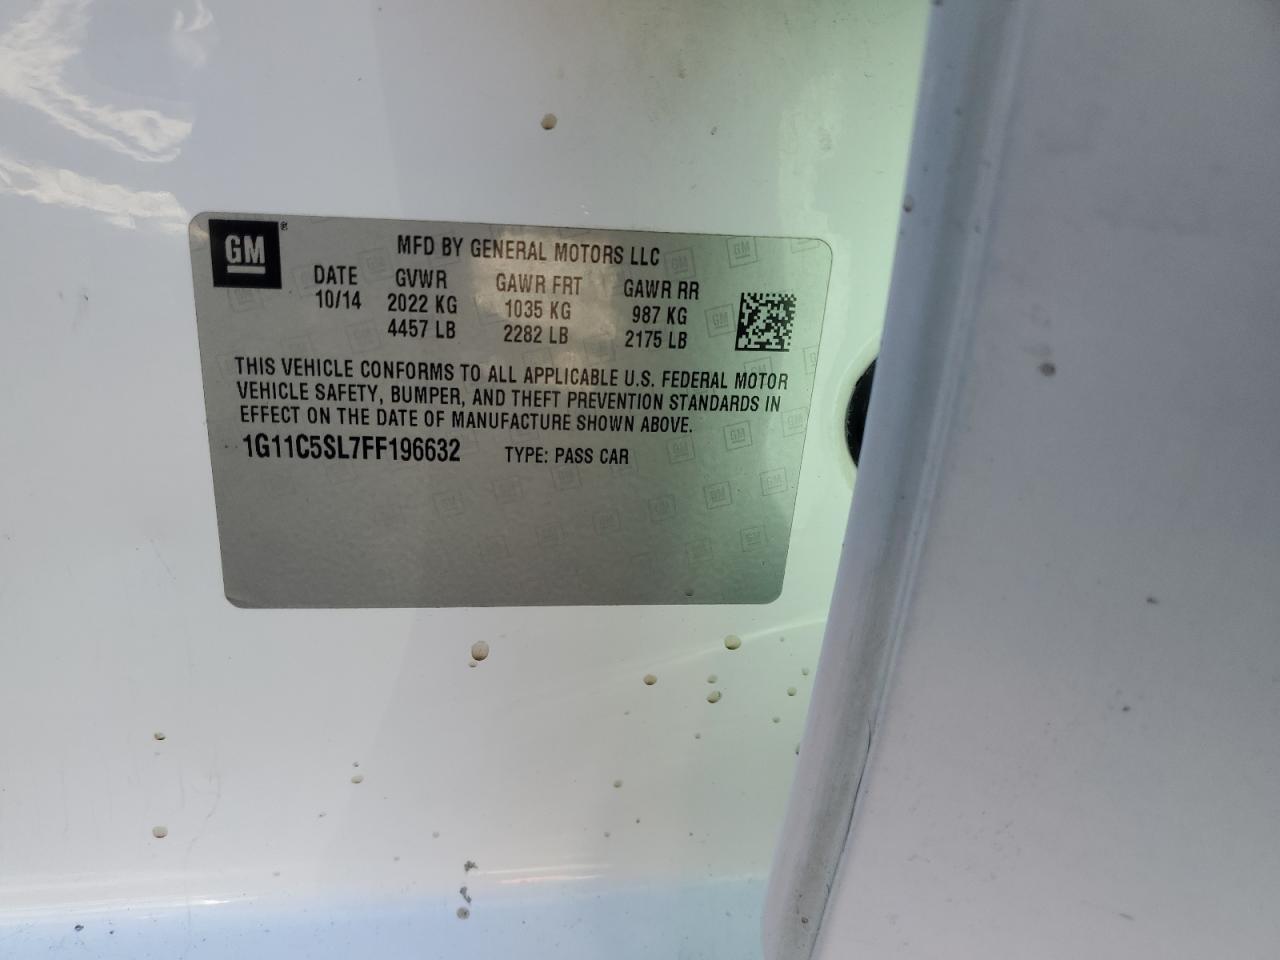 GM ®
MFD BY GENERAL MOTORS LLC
DATE GVWR GAWR FRT GAWR RR
10/14 2022 KG 1035 KG 987 KG
4457 LB 2282 LB 2175 LB
THIS VEHICLE CONFORMS TO ALL APPLICABLE U.S. FEDERAL MOTOR
VEHICLE SAFETY, BUMPER, AND THEFT PREVENTION STANDARDS IN
EFFECT ON THE DATE OF MANUFACTURE SHOWN ABOVE.
1G11C5SL7FF196632 TYPE: PASS CAR